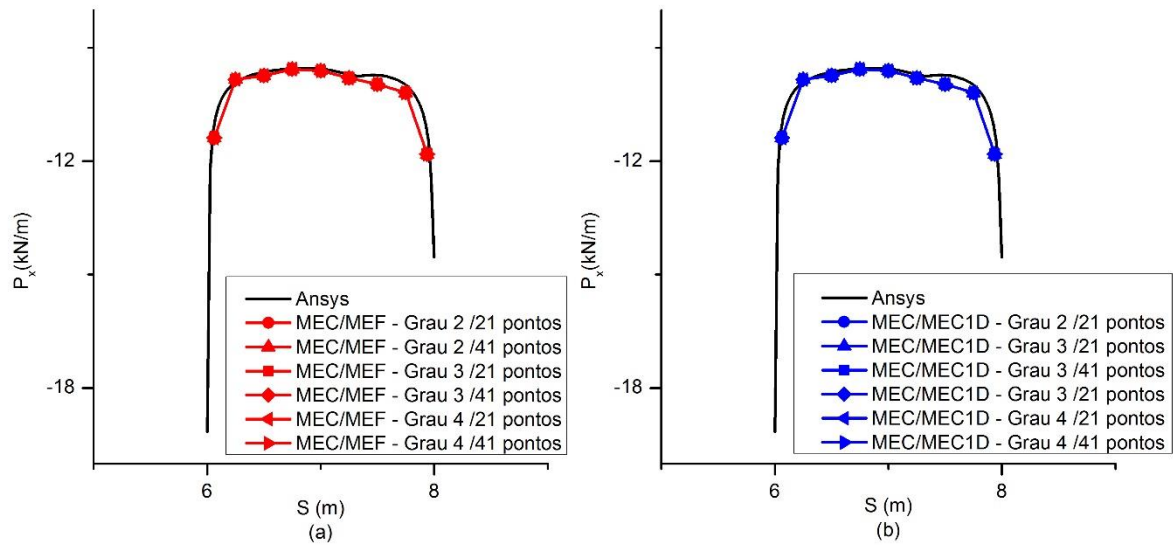 -12
-18
Pₓ(kN/m)
Ansys
MEC/MEF - Grau 2 /21 pontos
MEC/MEF - Grau 2 /41 pontos
MEC/MEF - Grau 3 /21 pontos
MEC/MEF - Grau 3 /41 pontos
MEC/MEF - Grau 4 /21 pontos
MEC/MEF - Grau 4 /41 pontos
6
8
S (m)
(a)
-12
-18
Pₓ(kN/m)
Ansys
MEC/MEC1D - Grau 2 /21 pontos
MEC/MEC1D - Grau 3 /21 pontos
MEC/MEC1D - Grau 3 /41 pontos
MEC/MEC1D - Grau 3 /21 pontos
MEC/MEC1D - Grau 4 /21 pontos
MEC/MEC1D - Grau 4 /41 pontos
6
8
S (m)
(b)